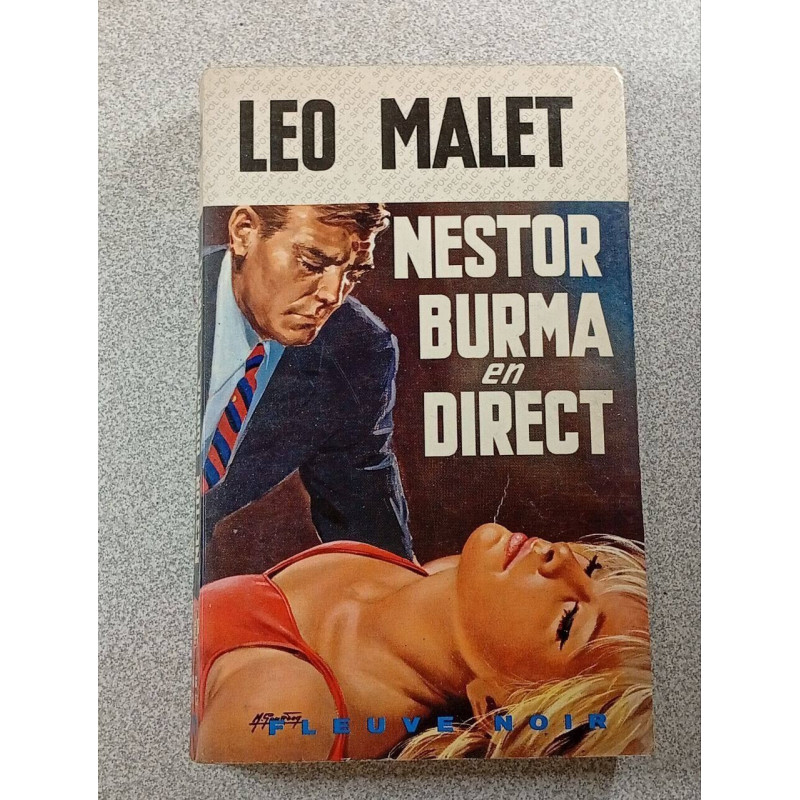 LEO MALET
NESTOR
BURMA
en
DIRECT
FLEUVE NOIR